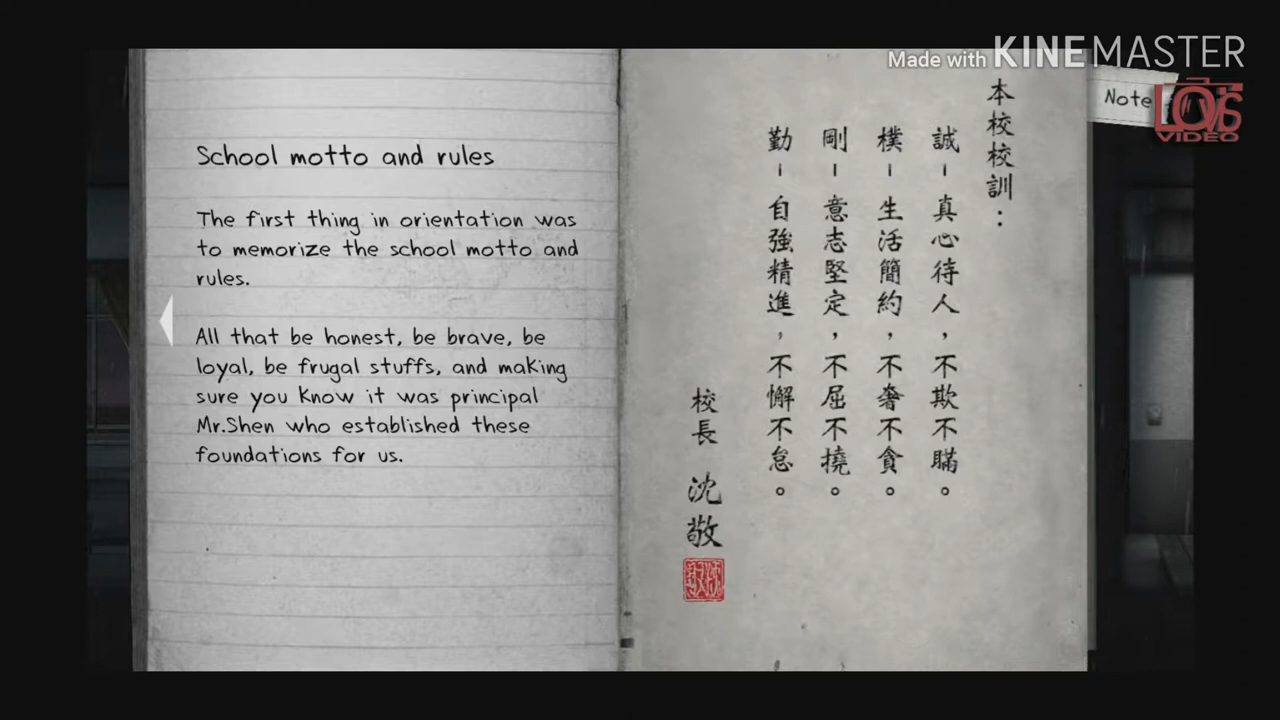 Made with KINEMASTER
Note
LOV6
VIDEO
School motto and rules
The first thing in orientation was
to memorize the school motto and
rules.
All that be honest, be brave, be
loyal, be frugal stuffs, and making
sure you know it was principal
Mr.Shen who established these
foundations for us.
本校校訓：
誠-真心待人，不欺不瞞。
樸-生活簡約，不奢不貪。
剛-意志堅定，不屈不撓。
勤-自強精進，不懈不怠。
校長 沈敬